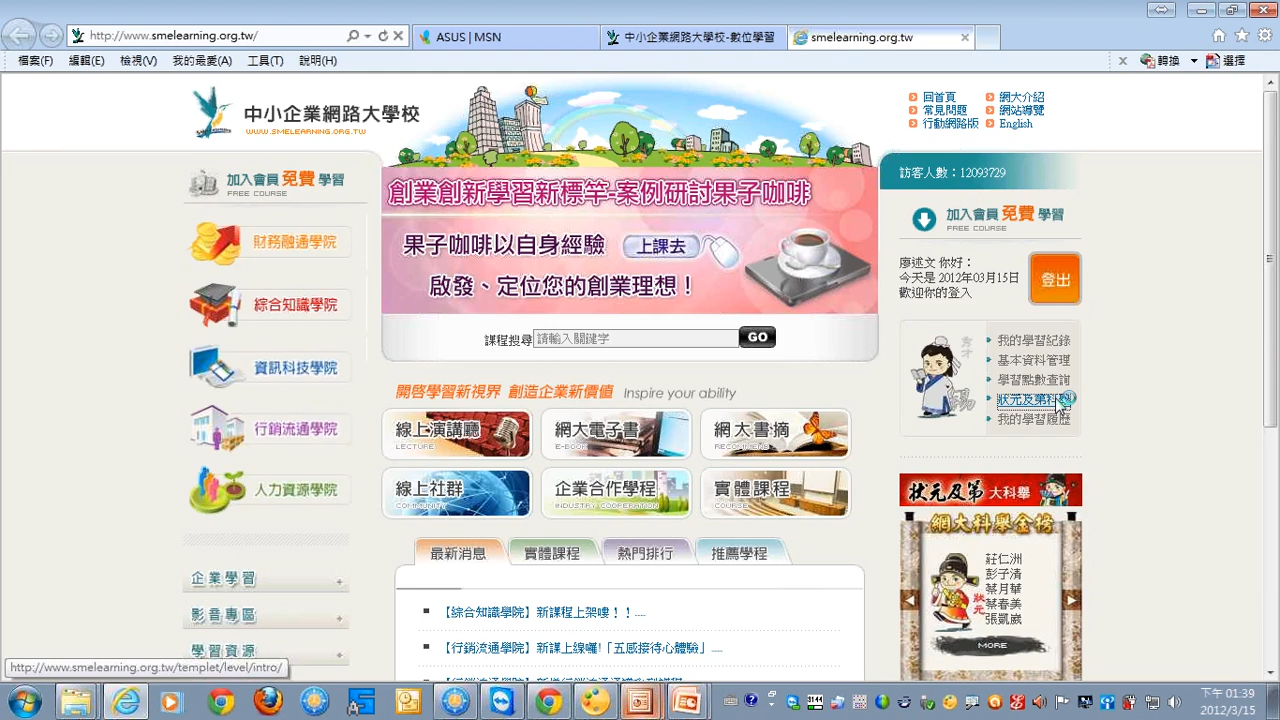 http://www.smelearning.org.tw/
ASUS | MSN
中小企業網路大學校-數位學習
smelearning.org.tw
檔案(F) 編輯(E) 檢視(V) 我的最愛(A) 工具(T) 說明(H)
轉換 選擇
中小企業網路大學校
WWW.SMELEARNING.ORG.TW
回首頁 網大介紹
常見問題 網站導覽
行動網路版 English
訪客人數：12093729
加入會員 免費 學習
FREE COURSE
財務融通學院
綜合知識學院
資訊科技學院
行銷流通學院
人力資源學院
企業學習
影音專區
學習資源
創業創新學習新標竿-案例研討果子咖啡
果子咖啡以自身經驗 上課去
啟發、定位您的創業理想！
課程搜尋 請輸入關鍵字 GO
開啓學習新視界 創造企業新價值 Inspire your ability
線上演講廳
LECTURE
網大電子書
E-BOOK
網大書摘
線上社群
COMMUNITY
企業合作學程
INDUSTRY COOPERATION
實體課程
COURSE
最新消息 實體課程 熱門排行 推薦學程
【綜合知識學院】新課程上架嘍！！....
【行銷流通學院】新課上線囉!「五感接待心體驗」....
加入會員 免費 學習
FREE COURSE
廖述文 你好：
今天是 2012年03月15日
歡迎你的登入
登出
秀才
我的學習紀錄
基本資料管理
學習點數查詢
狀元及第科
我的學習履歷
狀元及第 大科舉
網大科舉金榜
狀元
莊仁洲
彭子清
蔡月華
蔡春美
張凱崴
MORE
http://www.smelearning.org.tw/templet/level/intro/
3144
下午 01:39
2012/3/15